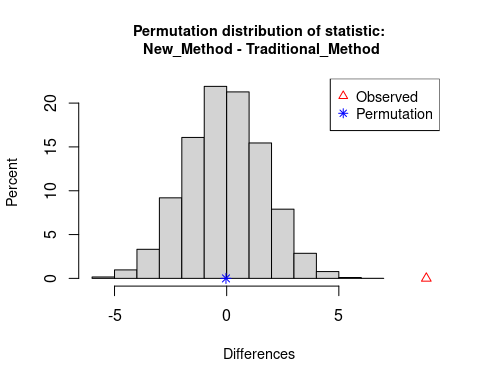 Permutation distribution of statistic:
New_Method - Traditional_Method
Observed
Permutation
Percent
20
15
10
5
0
-5 0 5
Differences